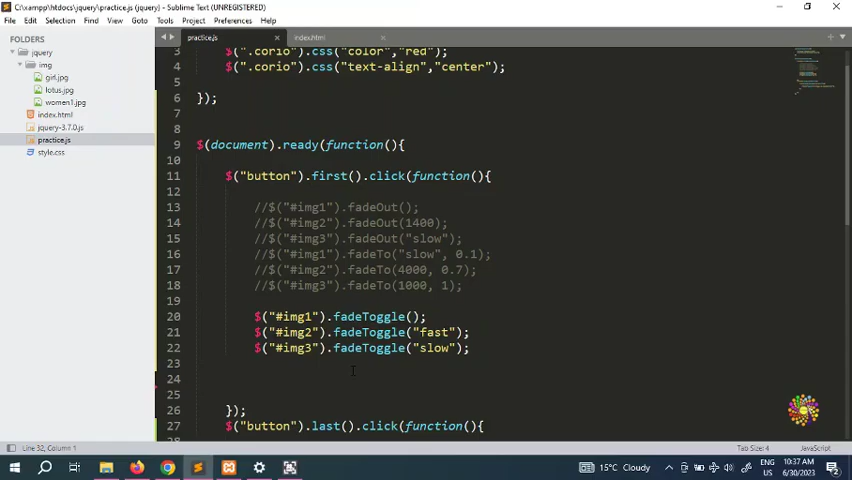 C:\xampp\htdocs\jquery\practice.js (jquery) - Sublime Text (UNREGISTERED)
File Edit Selection Find View Goto Tools Project Preferences Help
FOLDERS
jquery
img
girl.jpg
lotus.jpg
women1.jpg
index.html
jquery-3.7.0.js
practice.js
style.css
practice.js × index.html ×
3 $(".corio").css("color","red");
4 $(".corio").css("text-align","center");
5
6 });
7
8
9 $(document).ready(function(){
10
11 $("button").first().click(function(){
12
13 //$("#img1").fadeOut();
14 //$("#img2").fadeOut(1400);
15 //$("#img3").fadeOut("slow");
16 //$("#img1").fadeTo("slow", 0.1);
17 //$("#img2").fadeTo(4000, 0.7);
18 //$("#img3").fadeTo(1000, 1);
19
20 $("#img1").fadeToggle();
21 $("#img2").fadeToggle("fast");
22 $("#img3").fadeToggle("slow");
23
24
25
26 });
27 $("button").last().click(function(){
Line 32, Column 1 Tab Size: 4 JavaScript
15°C Cloudy ENG US 10:37 AM 6/30/2023